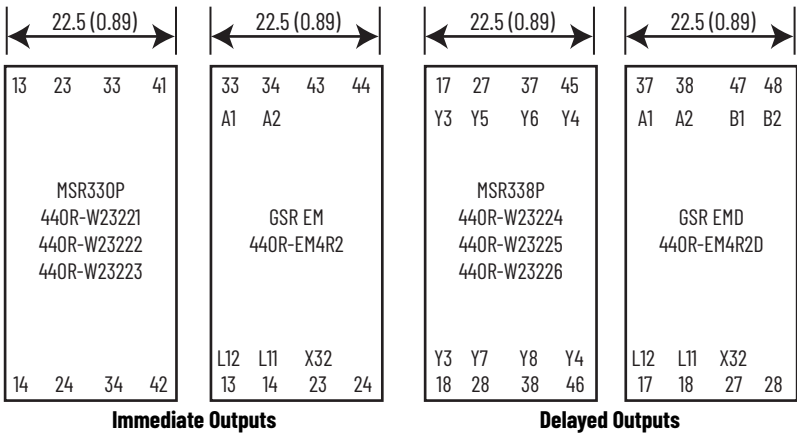 22.5 (0.89) 22.5 (0.89) 22.5 (0.89) 22.5 (0.89)
13 23 33 41 33 34 43 44 17 27 37 45 37 38 47 48
A1 A2 Y3 Y5 Y6 Y4 A1 A2 B1 B2
MSR330P MSR338P
440R-W23221 GSR EM 440R-W23224 GSR EMD
440R-W23222 440R-EM4R2 440R-W23225 440R-EM4R2D
440R-W23223 440R-W23226
L12 L11 X32 Y3 Y7 Y8 Y4 L12 L11 X32
14 24 34 42 13 14 23 24 18 28 38 46 17 18 27 28
Immediate Outputs Delayed Outputs